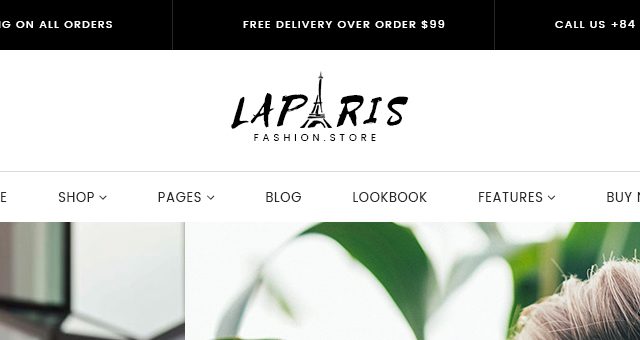 G ON ALL ORDERS
FREE DELIVERY OVER ORDER $99
CALL US +84
LAPARIS
FASHION.STORE
E
SHOP
PAGES
BLOG
LOOKBOOK
FEATURES
BUY